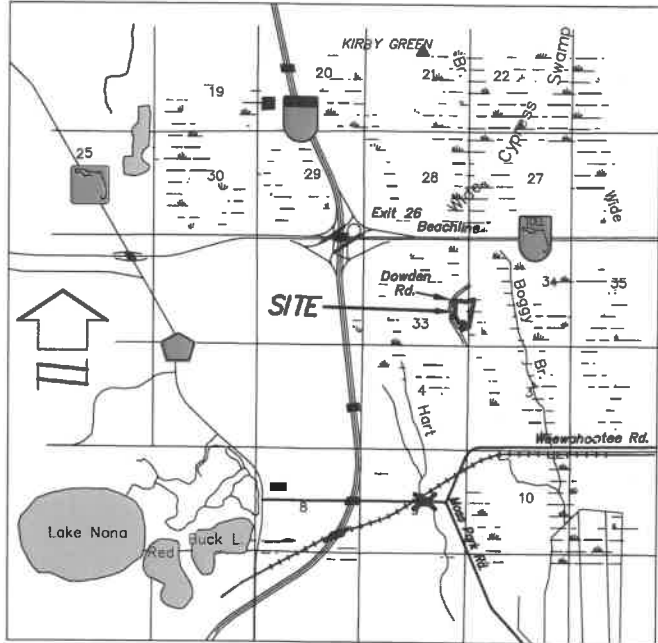 KIRBY GREEN
Swamp
20
21
22
19
Cypress
25
30
29
28
27
Wide
Exit 26
Beachline
Dowden
Rd.
34
35
Boggy
SITE
33
Br.
4
Hart
Wewahootee Rd.
Lake Nona
Red
Buck L.
8
9
10
Moss Park Rd.